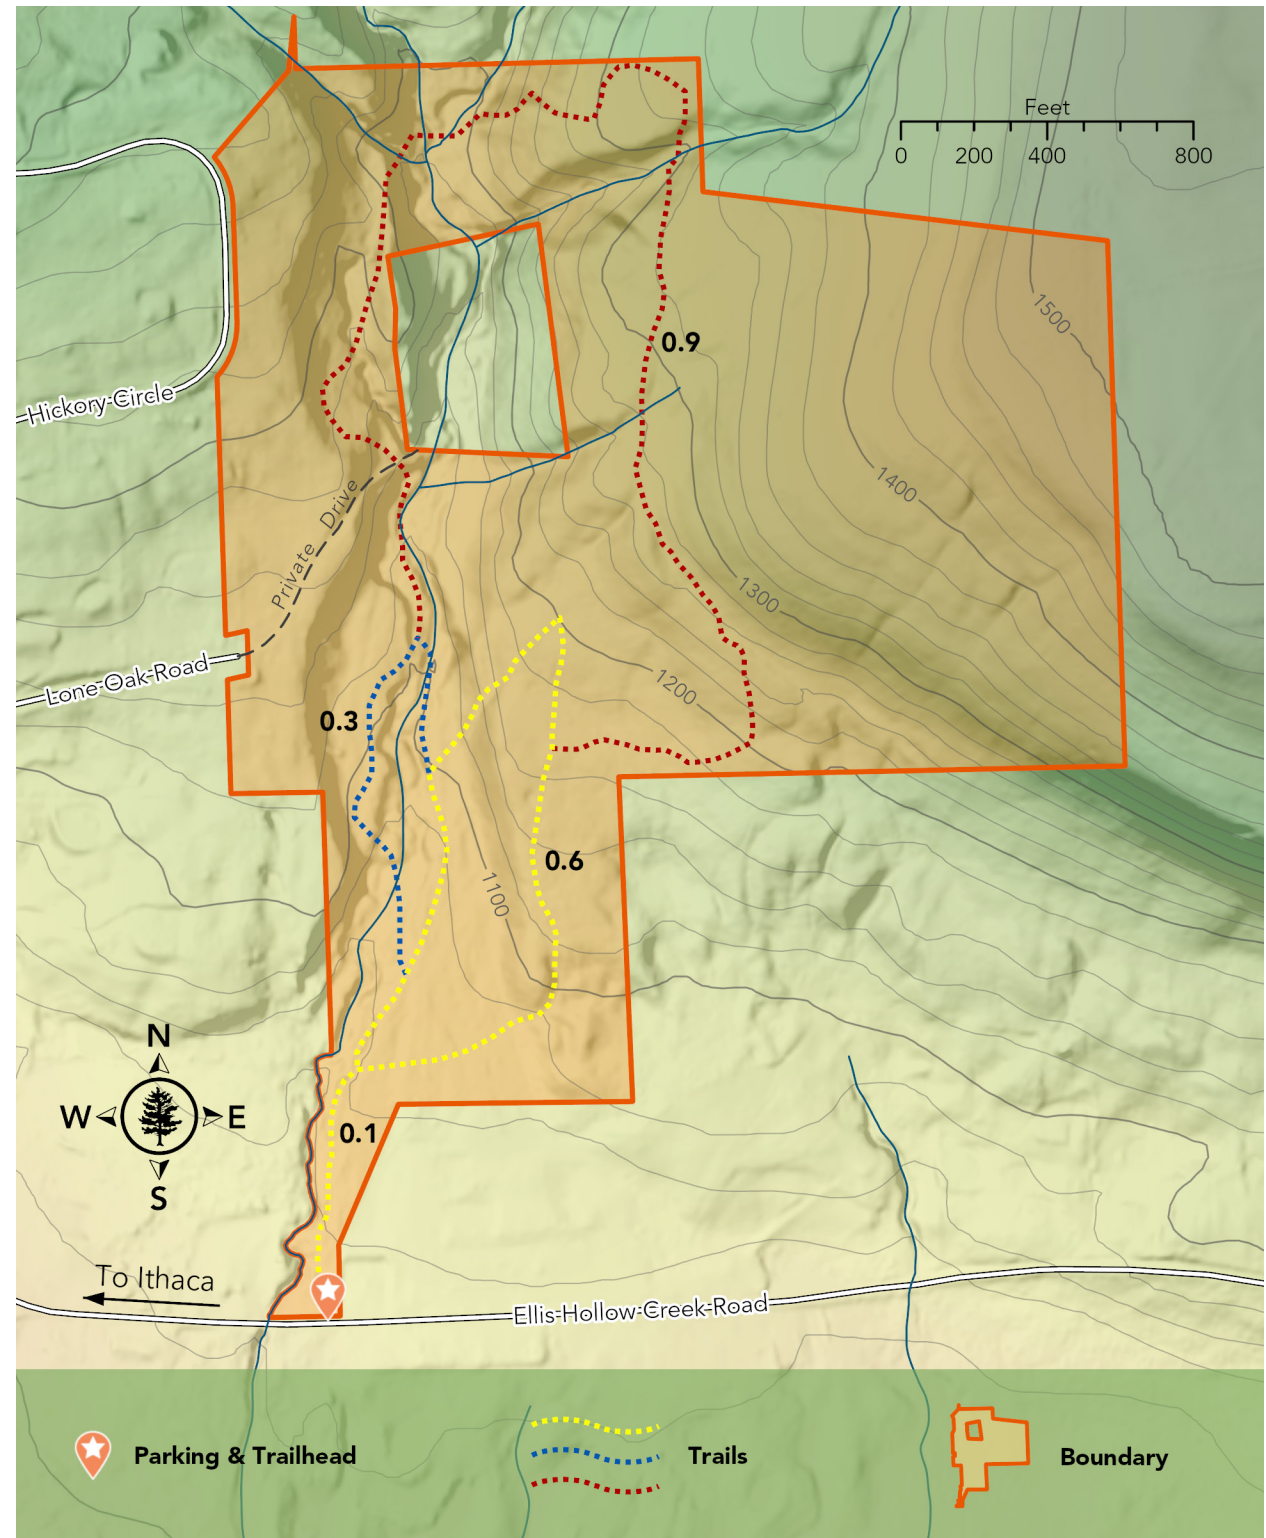 Feet
0 200 400 800
0.9
1500
Hickory Circle
1400
Private Drive
1300
Lone Oak Road
1200
0.3
0.6
1100
N
W E
S
0.1
To Ithaca
Ellis Hollow Creek Road
Parking & Trailhead
Trails
Boundary